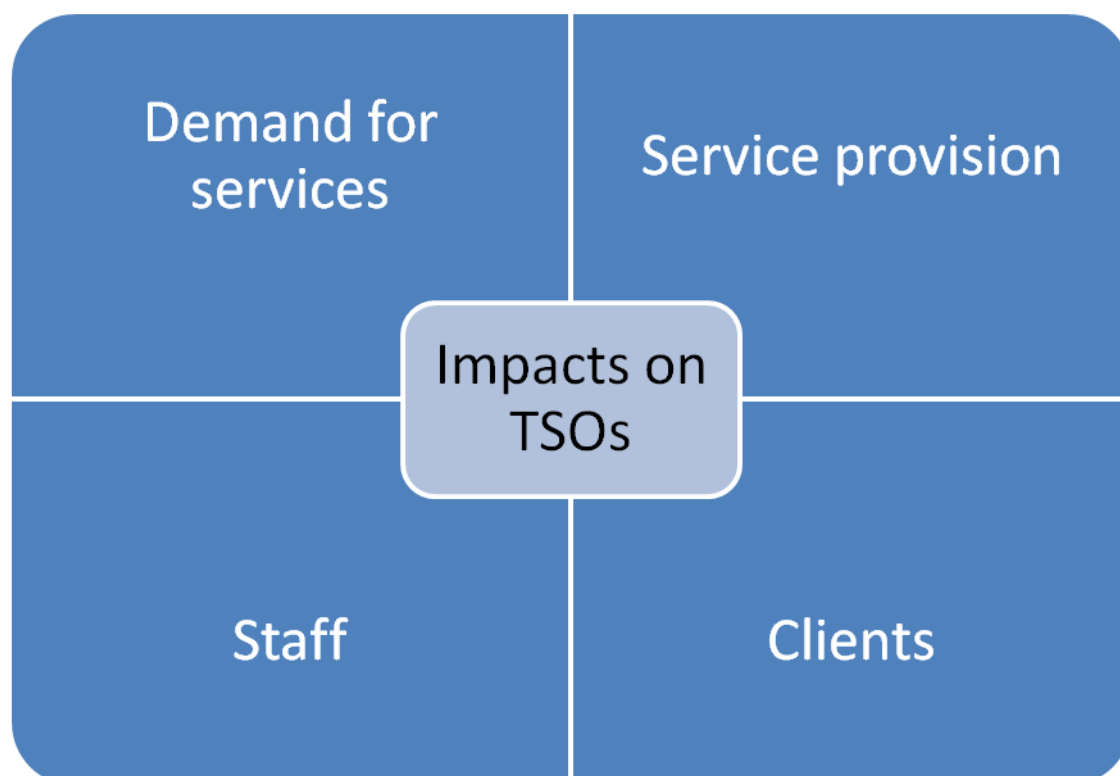 Demand for
services
Service provision
Impacts on
TSOs
Staff
Clients